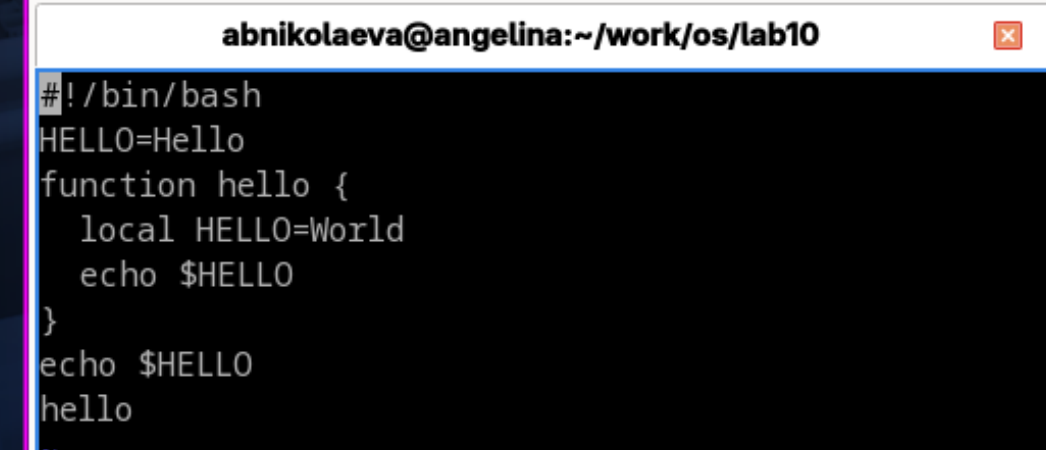 abnikolaeva@angelina:~/work/os/lab10
#!/bin/bash
HELLO=Hello
function hello {
  local HELLO=World
  echo $HELLO
}
echo $HELLO
hello